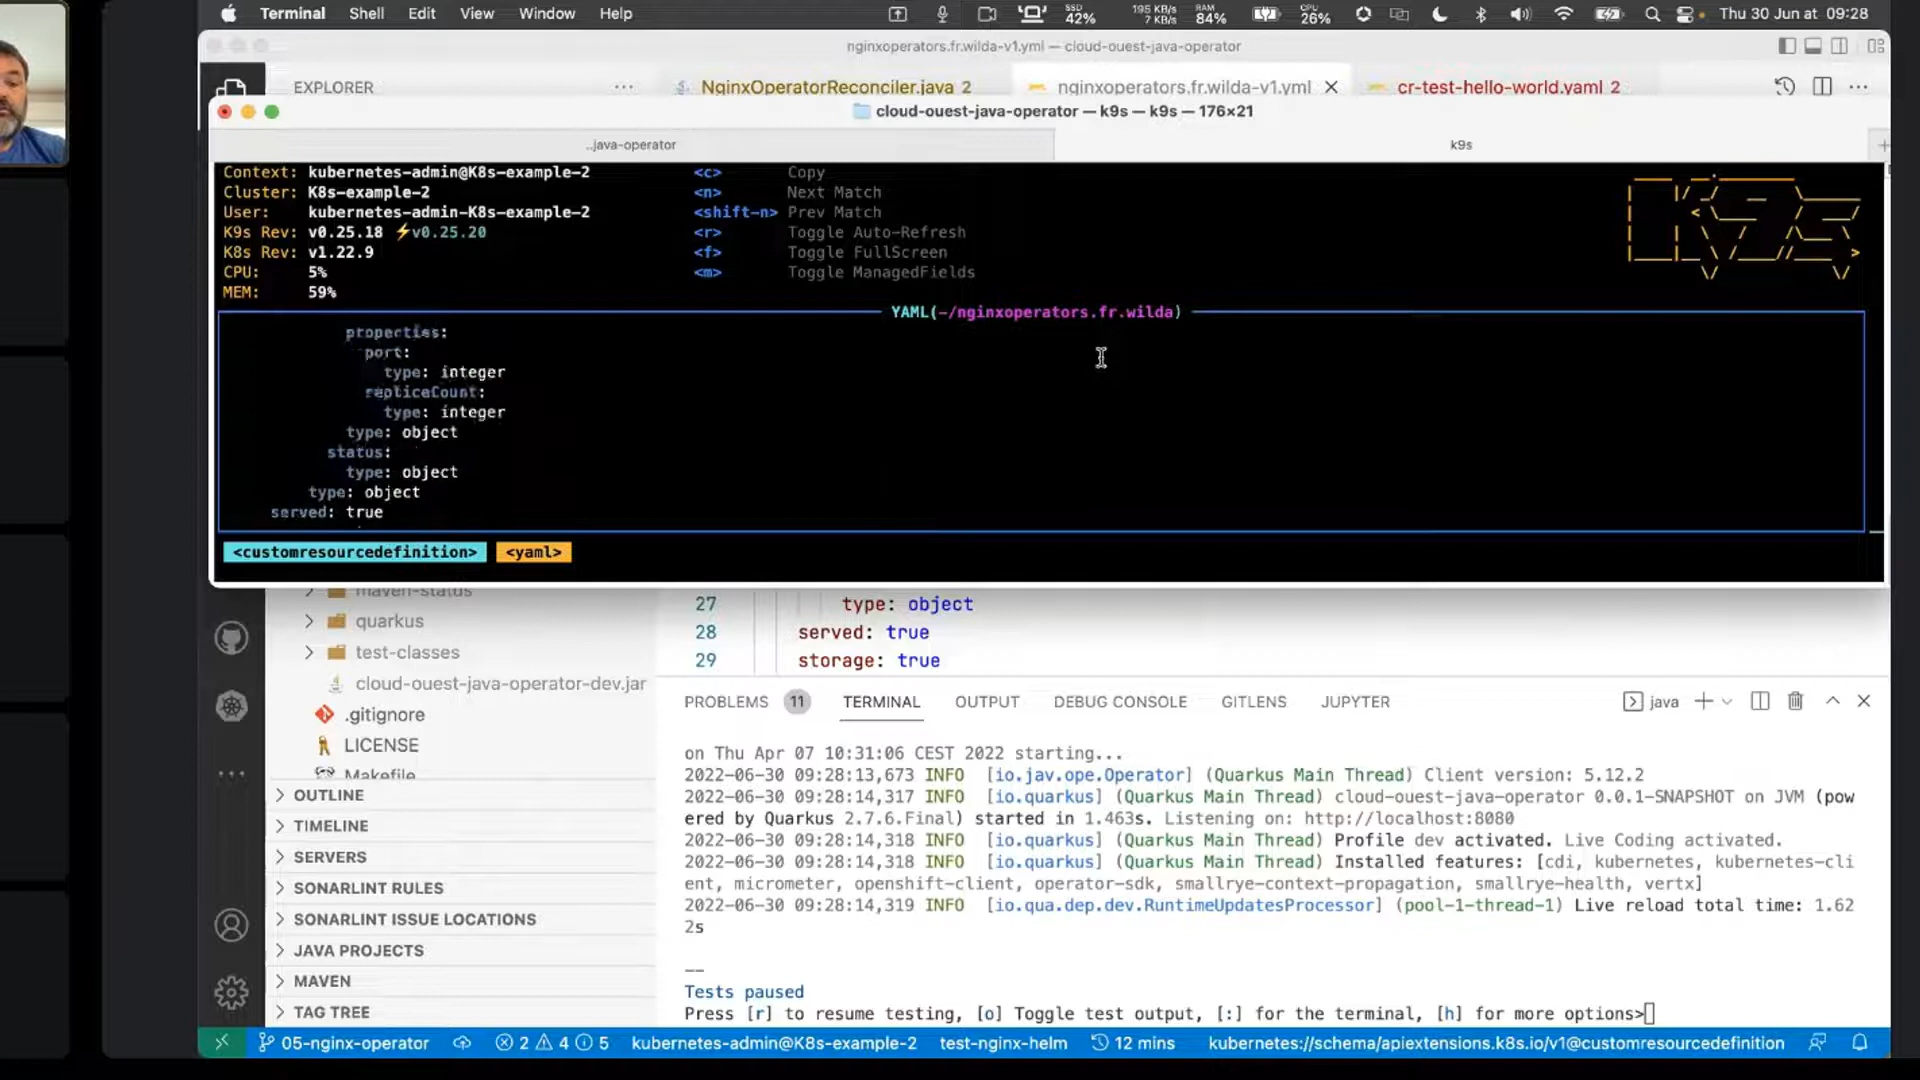 Terminal Shell Edit View Window Help SSD 42% 195 KB/s 7 KB/s RAM 84% CPU 26% Thu 30 Jun at 09:28
nginxoperators.fr.wilda-v1.yml — cloud-ouest-java-operator
EXPLORER ... NginxOperatorReconciler.java 2 nginxoperators.fr.wilda-v1.yml cr-test-hello-world.yaml 2
cloud-ouest-java-operator — k9s — k9s — 176×21
..java-operator k9s
Context: kubernetes-admin@K8s-example-2 <c> Copy
Cluster: K8s-example-2 <n> Next Match
User: kubernetes-admin-K8s-example-2 <shift-n> Prev Match
K9s Rev: v0.25.18 ⚡v0.25.20 <r> Toggle Auto-Refresh
K8s Rev: v1.22.9 <f> Toggle FullScreen
CPU: 5% <m> Toggle ManagedFields
MEM: 59%
YAML(-/nginxoperators.fr.wilda)
properties:
port:
type: integer
repliceCount:
type: integer
type: object
status:
type: object
type: object
served: true
<customresourcedefinition> <yaml>
maven-status
quarkus
test-classes
cloud-ouest-java-operator-dev.jar
.gitignore
LICENSE
Makefile
OUTLINE
TIMELINE
SERVERS
SONARLINT RULES
SONARLINT ISSUE LOCATIONS
JAVA PROJECTS
MAVEN
TAG TREE
27 type: object
28 served: true
29 storage: true
PROBLEMS 11 TERMINAL OUTPUT DEBUG CONSOLE GITLENS JUPYTER java
on Thu Apr 07 10:31:06 CEST 2022 starting...
2022-06-30 09:28:13,673 INFO [io.jav.ope.Operator] (Quarkus Main Thread) Client version: 5.12.2
2022-06-30 09:28:14,317 INFO [io.quarkus] (Quarkus Main Thread) cloud-ouest-java-operator 0.0.1-SNAPSHOT on JVM (pow
ered by Quarkus 2.7.6.Final) started in 1.463s. Listening on: http://localhost:8080
2022-06-30 09:28:14,318 INFO [io.quarkus] (Quarkus Main Thread) Profile dev activated. Live Coding activated.
2022-06-30 09:28:14,318 INFO [io.quarkus] (Quarkus Main Thread) Installed features: [cdi, kubernetes, kubernetes-cli
ent, micrometer, openshift-client, operator-sdk, smallrye-context-propagation, smallrye-health, vertx]
2022-06-30 09:28:14,319 INFO [io.qua.dep.dev.RuntimeUpdatesProcessor] (pool-1-thread-1) Live reload total time: 1.62
2s
--
Tests paused
Press [r] to resume testing, [o] Toggle test output, [:] for the terminal, [h] for more options>
05-nginx-operator 2 4 5 kubernetes-admin@K8s-example-2 test-nginx-helm 12 mins kubernetes://schema/apiextensions.k8s.io/v1@customresourcedefinition